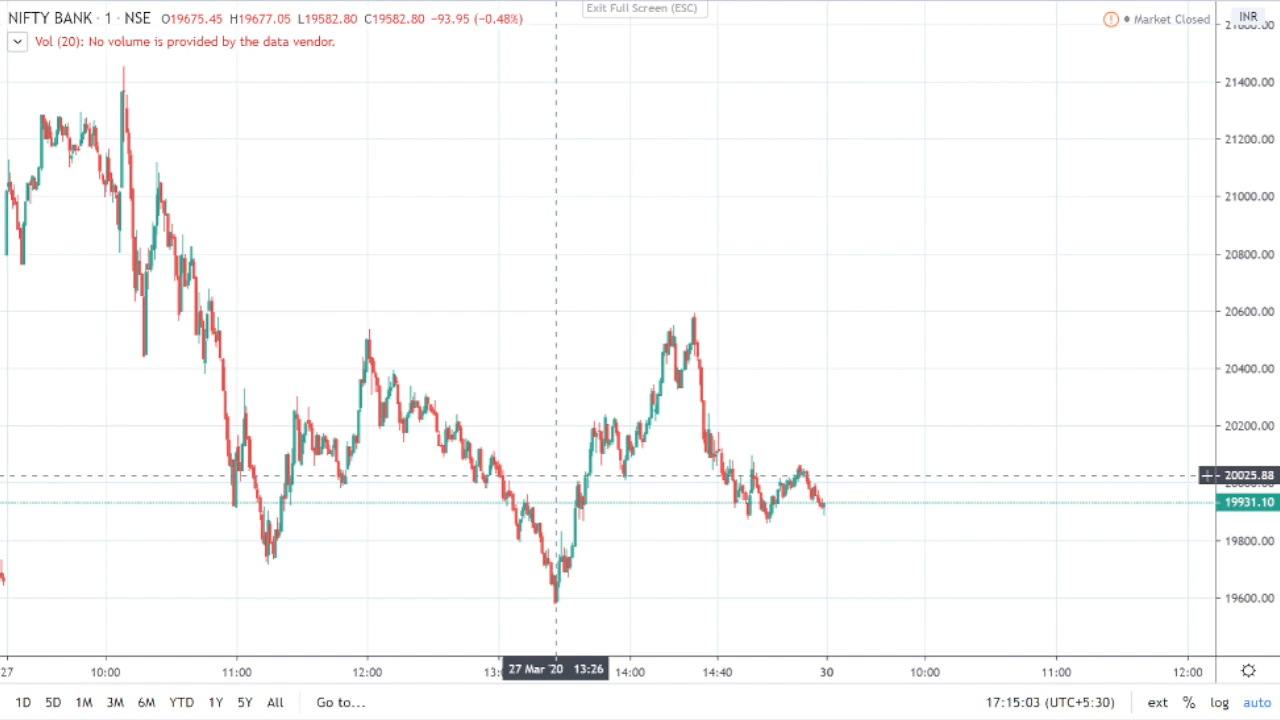 Exit Full Screen (ESC)
NIFTY BANK · 1 · NSE O19675.45 H19677.05 L19582.80 C19582.80 −93.95 (−0.48%)
Market Closed
INR
Vol (20): No volume is provided by the data vendor.
21400.00
21200.00
21000.00
20800.00
20600.00
20400.00
20200.00
20025.88
19931.10
19800.00
19600.00
27 10:00 11:00 12:00 27 Mar '20 13:26 14:00 14:40 30 10:00 11:00 12:00
1D 5D 1M 3M 6M YTD 1Y 5Y All Go to... 17:15:03 (UTC+5:30) ext % log auto